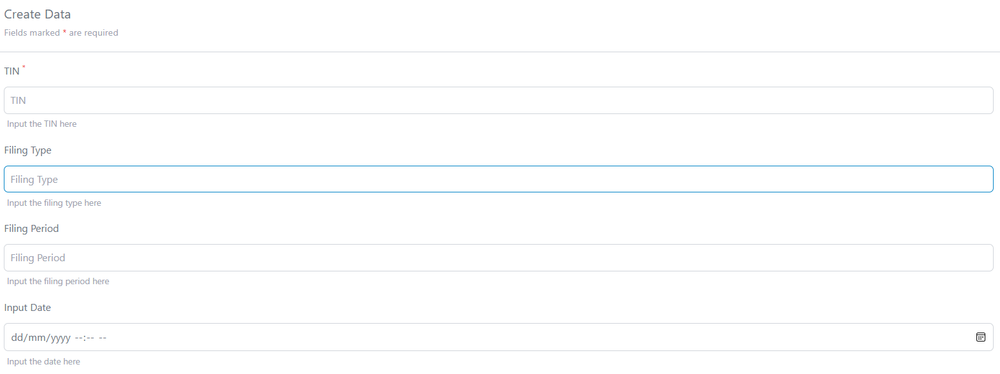 Create Data
Fields marked * are required
TIN *
TIN
Input the TIN here
Filing Type
Filing Type
Input the filing type here
Filing Period
Filing Period
Input the filing period here
Input Date
dd/mm/yyyy --:-- --
Input the date here